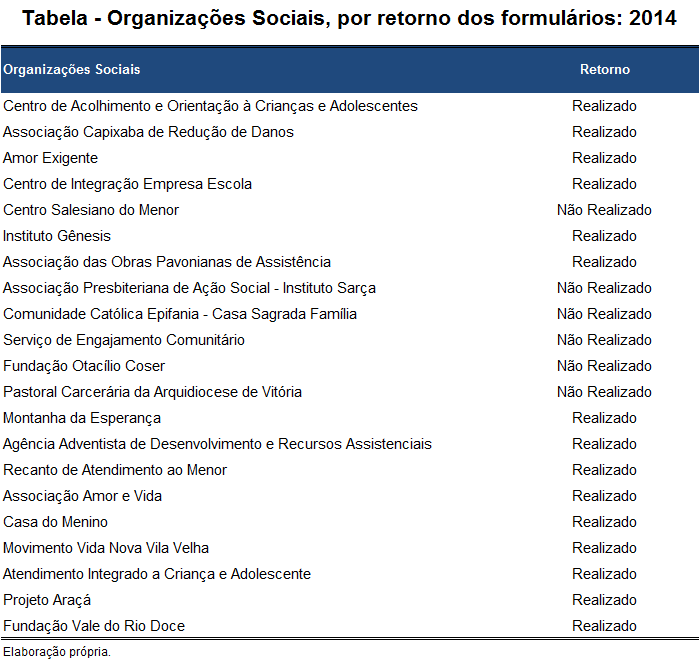 Tabela - Organizações Sociais, por retorno dos formulários: 2014
Organizações Sociais Retorno
Centro de Acolhimento e Orientação à Crianças e Adolescentes Realizado
Associação Capixaba de Redução de Danos Realizado
Amor Exigente Realizado
Centro de Integração Empresa Escola Realizado
Centro Salesiano do Menor Não Realizado
Instituto Gênesis Realizado
Associação das Obras Pavonianas de Assistência Realizado
Associação Presbiteriana de Ação Social - Instituto Sarça Não Realizado
Comunidade Católica Epifania - Casa Sagrada Família Não Realizado
Serviço de Engajamento Comunitário Não Realizado
Fundação Otacílio Coser Não Realizado
Pastoral Carcerária da Arquidiocese de Vitória Não Realizado
Montanha da Esperança Realizado
Agência Adventista de Desenvolvimento e Recursos Assistenciais Realizado
Recanto de Atendimento ao Menor Realizado
Associação Amor e Vida Realizado
Casa do Menino Realizado
Movimento Vida Nova Vila Velha Realizado
Atendimento Integrado a Criança e Adolescente Realizado
Projeto Araçá Realizado
Fundação Vale do Rio Doce Realizado
Elaboração própria.